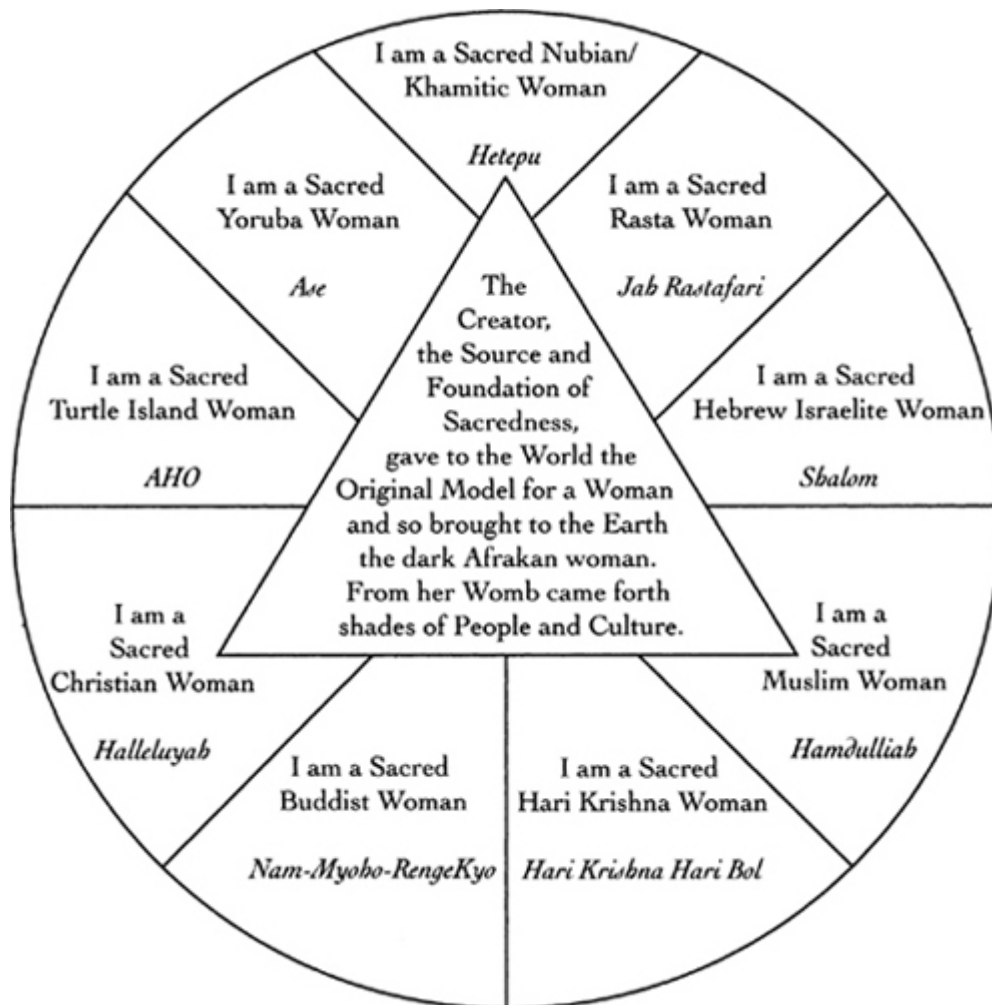 I am a Sacred Nubian/
Khamitic Woman
Hetepu
I am a Sacred
Rasta Woman
Jah Rastafari
I am a Sacred
Hebrew Israelite Woman
Shalom
I am a
Sacred
Muslim Woman
Hamdulliah
I am a Sacred
Hari Krishna Woman
Hari Krishna Hari Bol
I am a Sacred
Buddist Woman
Nam-Myoho-RengeKyo
I am a
Sacred
Christian Woman
Halleluyah
I am a Sacred
Turtle Island Woman
AHO
I am a Sacred
Yoruba Woman
Ase
The
Creator,
the Source and
Foundation of
Sacredness,
gave to the World the
Original Model for a Woman
and so brought to the Earth
the dark Afrakan woman.
From her Womb came forth
shades of People and Culture.